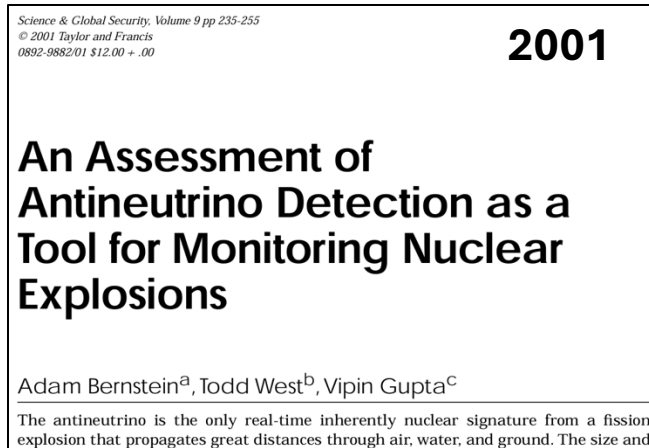 Science & Global Security, Volume 9 pp 235-255
© 2001 Taylor and Francis
0892-9882/01 $12.00 + .00
2001
An Assessment of
Antineutrino Detection as a
Tool for Monitoring Nuclear
Explosions
Adam Bernsteinᵃ, Todd Westᵇ, Vipin Guptaᶜ
The antineutrino is the only real-time inherently nuclear signature from a fission
explosion that propagates great distances through air, water, and ground. The size and